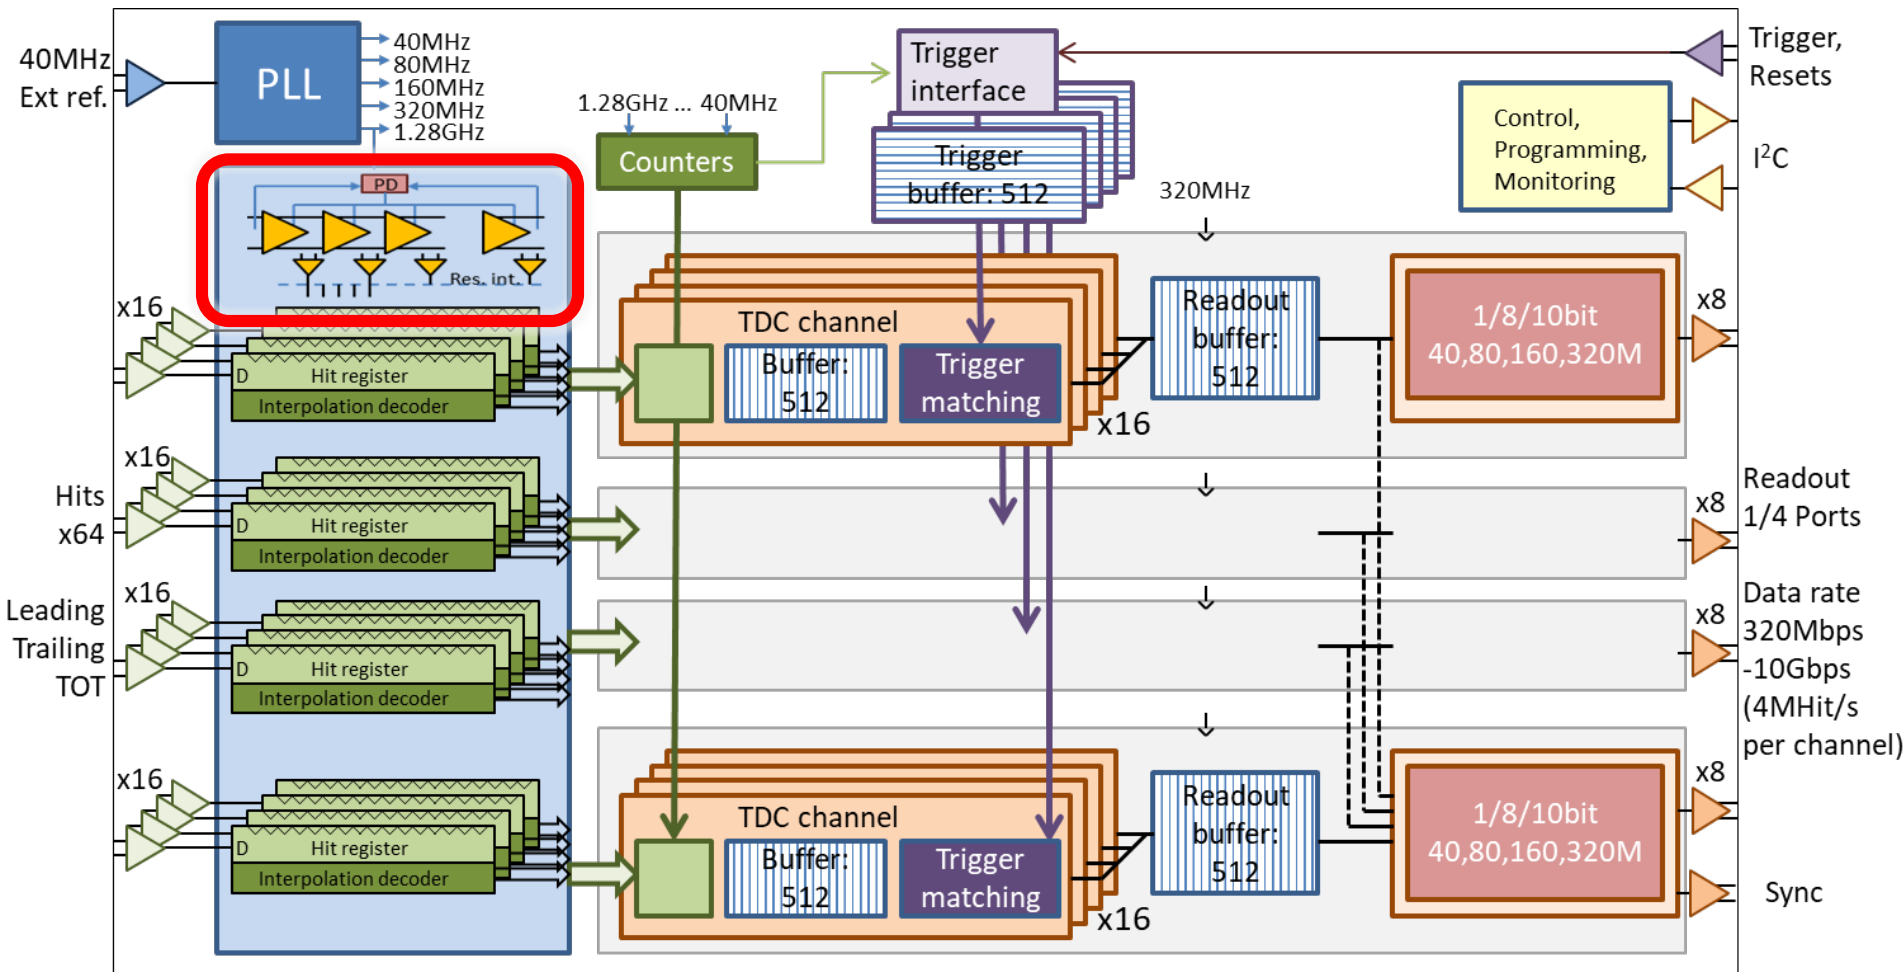 40MHz
Ext ref.
PLL
40MHz
80MHz
160MHz
320MHz
1.28GHz
1.28GHz ... 40MHz
Counters
Trigger
interface
Trigger
buffer: 512
Trigger,
Resets
Control,
Programming,
Monitoring
I²C
320MHz
PD
Res. int.
x16
D
Hit register
Interpolation decoder
TDC channel
Buffer:
512
Trigger
matching
x16
Readout
buffer:
512
1/8/10bit
40,80,160,320M
x8
Hits
x64
x16
D
Hit register
Interpolation decoder
x8
Readout
1/4 Ports
Leading
Trailing
TOT
x16
D
Hit register
Interpolation decoder
x8
Data rate
320Mbps
-10Gbps
(4MHit/s
per channel)
x16
D
Hit register
Interpolation decoder
TDC channel
Buffer:
512
Trigger
matching
x16
Readout
buffer:
512
1/8/10bit
40,80,160,320M
x8
Sync